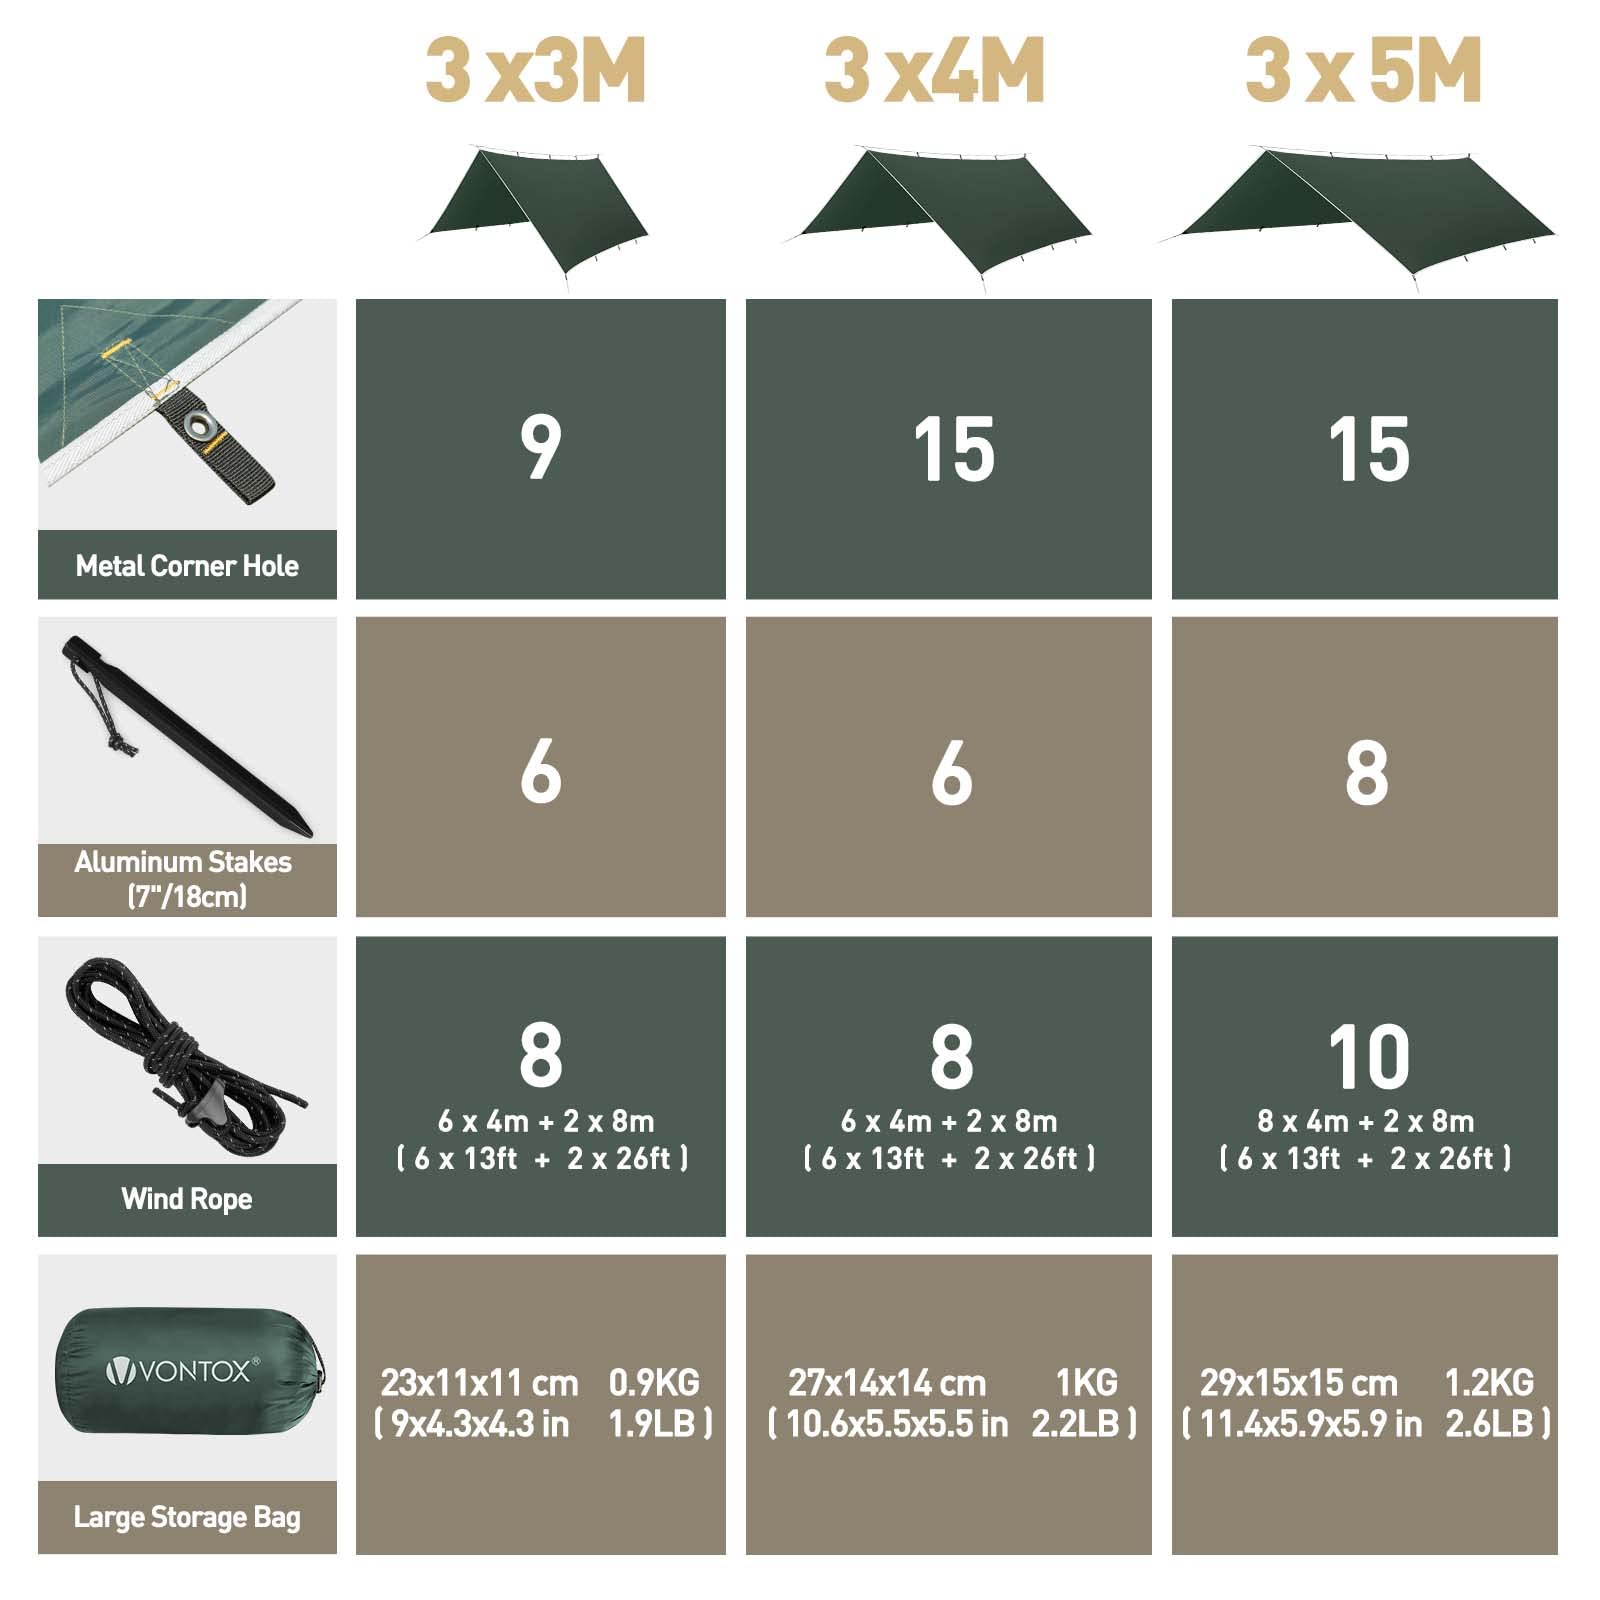 3 x3M
3 x4M
3 x 5M
Metal Corner Hole
9
15
15
Aluminum Stakes
(7"/18cm)
6
6
8
Wind Rope
8
6 x 4m + 2 x 8m
( 6 x 13ft + 2 x 26ft )
8
6 x 4m + 2 x 8m
( 6 x 13ft + 2 x 26ft )
10
8 x 4m + 2 x 8m
( 6 x 13ft + 2 x 26ft )
VONTOX®
Large Storage Bag
23x11x11 cm 0.9KG
( 9x4.3x4.3 in 1.9LB )
27x14x14 cm 1KG
( 10.6x5.5x5.5 in 2.2LB )
29x15x15 cm 1.2KG
( 11.4x5.9x5.9 in 2.6LB )